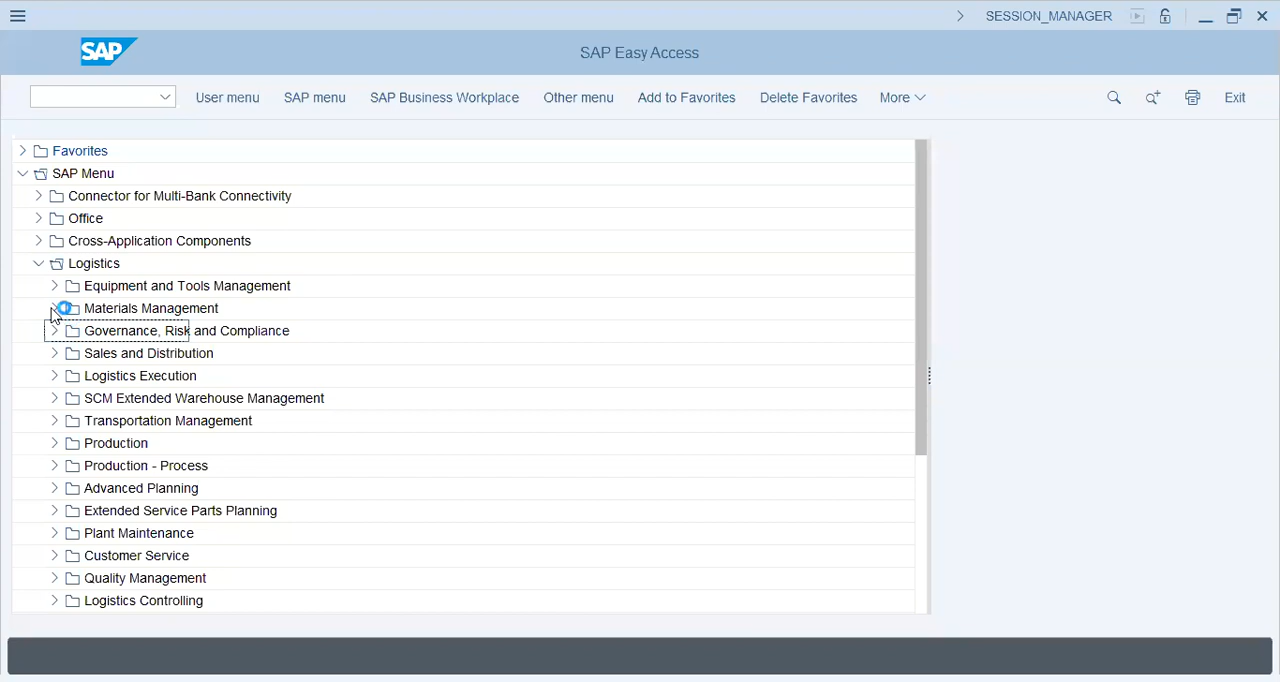 SESSION_MANAGER
SAP
SAP Easy Access
User menu SAP menu SAP Business Workplace Other menu Add to Favorites Delete Favorites More Exit
Favorites
SAP Menu
Connector for Multi-Bank Connectivity
Office
Cross-Application Components
Logistics
Equipment and Tools Management
Materials Management
Governance, Risk and Compliance
Sales and Distribution
Logistics Execution
SCM Extended Warehouse Management
Transportation Management
Production
Production - Process
Advanced Planning
Extended Service Parts Planning
Plant Maintenance
Customer Service
Quality Management
Logistics Controlling